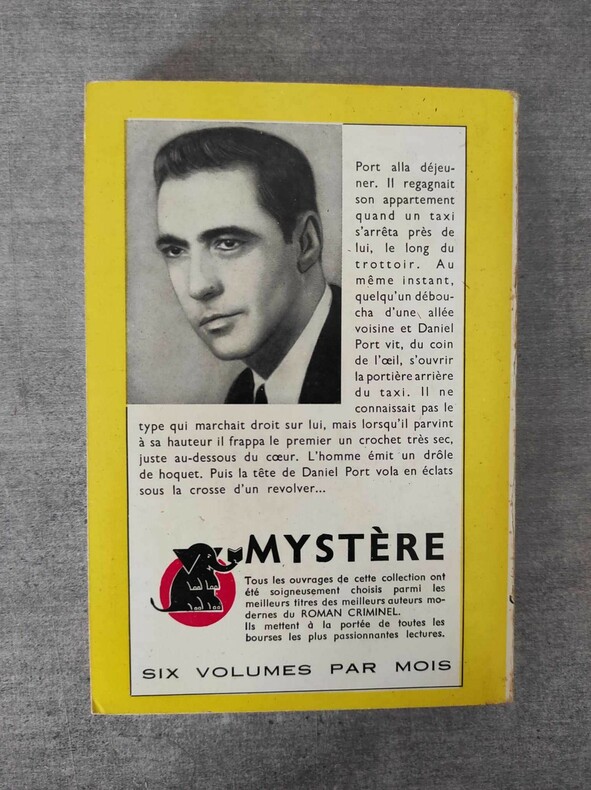 Port alla déjeu-
ner. Il regagnait
son appartement
quand un taxi
s'arrêta près de
lui, le long du
trottoir. Au
même instant,
quelqu'un débou-
cha d'une allée
voisine et Daniel
Port vit, du coin
de l'œil, s'ouvrir
la portière arrière
du taxi. Il ne
connaissait pas le
type qui marchait droit sur lui, mais lorsqu'il parvint
à sa hauteur il frappa le premier un crochet très sec,
juste au-dessous du cœur. L'homme émit un drôle
de hoquet. Puis la tête de Daniel Port vola en éclats
sous la crosse d'un revolver...
MYSTÈRE
Tous les ouvrages de cette collection ont
été soigneusement choisis parmi les
meilleurs titres des meilleurs auteurs mo-
dernes du ROMAN CRIMINEL.
Ils mettent à la portée de toutes les
bourses les plus passionnantes lectures.
SIX VOLUMES PAR MOIS